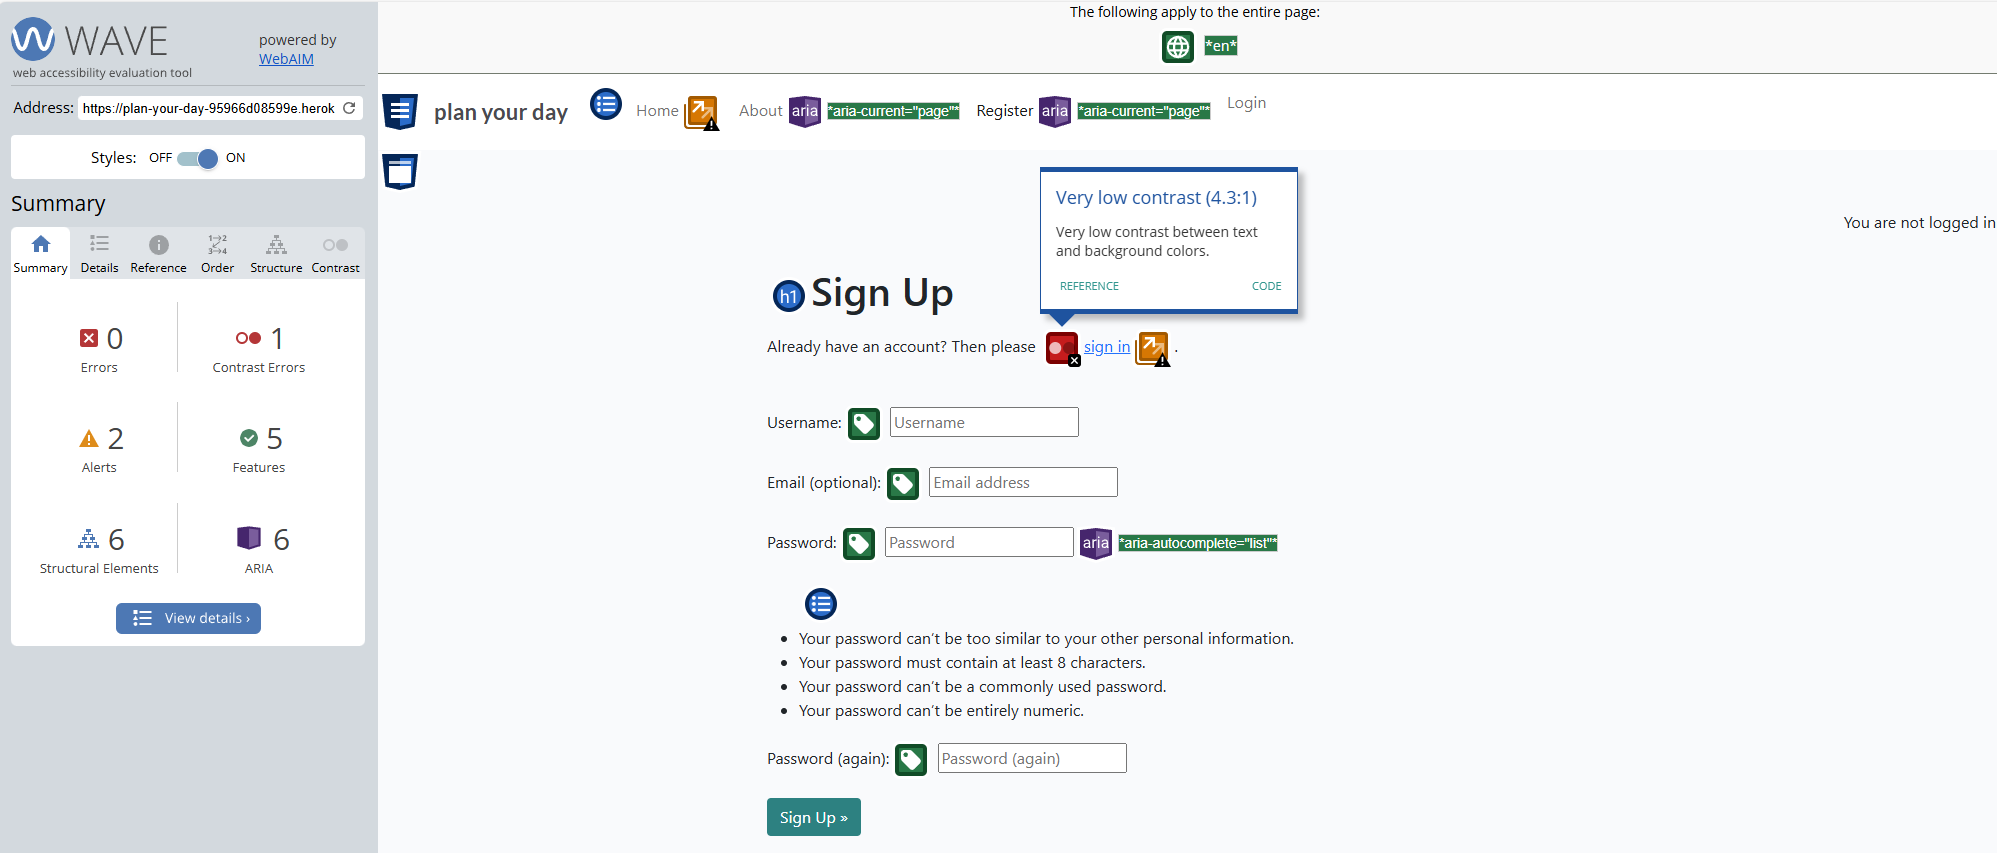 WAVE
powered by
WebAIM
web accessibility evaluation tool
Address: https://plan-your-day-95966d08599e.herok
Styles: OFF ON
Summary
Summary Details Reference Order Structure Contrast
0 Errors
1 Contrast Errors
2 Alerts
5 Features
6 Structural Elements
6 ARIA
View details ›
The following apply to the entire page:
*en*
plan your day Home About aria *aria-current="page"* Register aria *aria-current="page"* Login
Very low contrast (4.3:1)
Very low contrast between text
and background colors.
REFERENCE CODE
You are not logged in
h1 Sign Up
Already have an account? Then please sign in .
Username: Username
Email (optional): Email address
Password: Password aria *aria-autocomplete="list"*
Your password can't be too similar to your other personal information.
Your password must contain at least 8 characters.
Your password can't be a commonly used password.
Your password can't be entirely numeric.
Password (again): Password (again)
Sign Up »